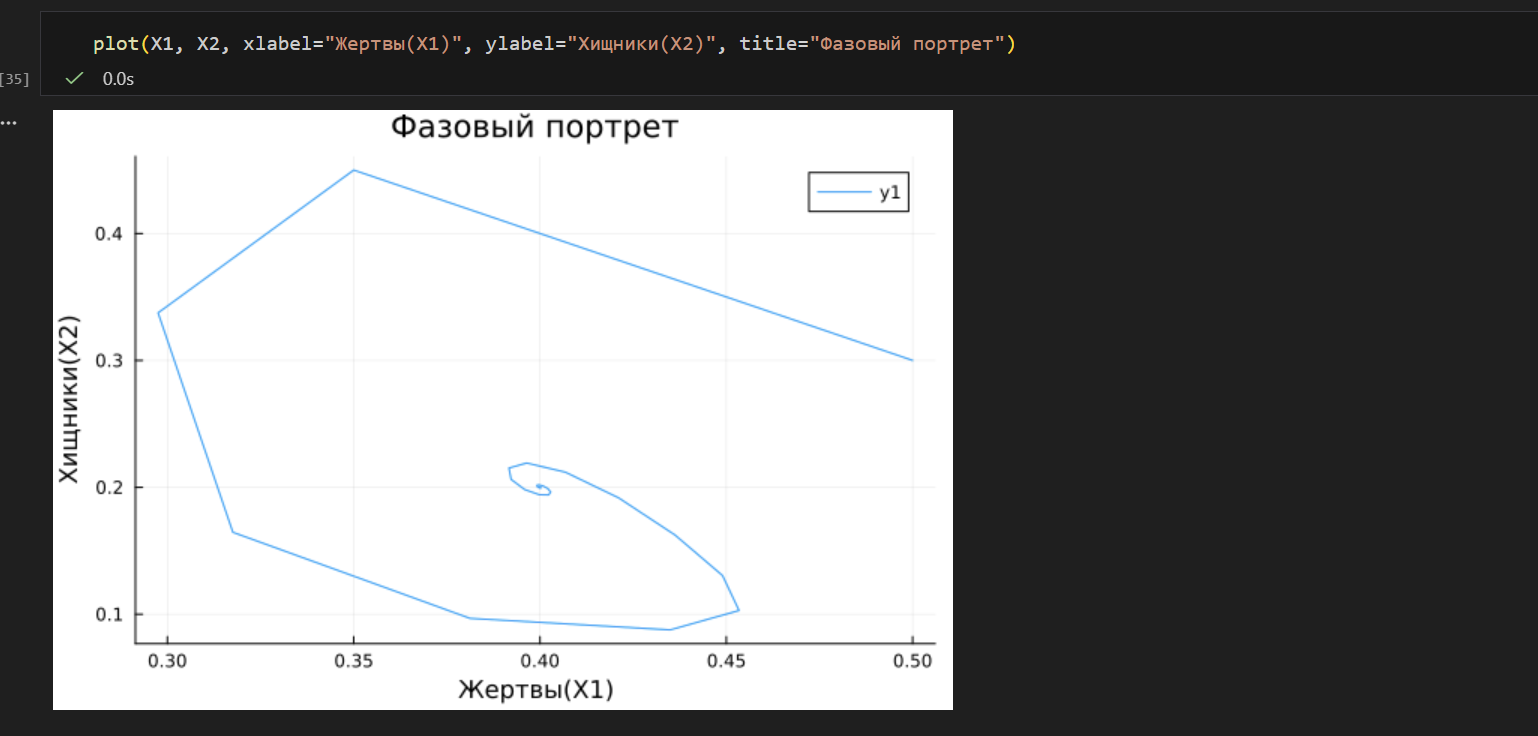 plot(X1, X2, xlabel="Жертвы(X1)", ylabel="Хищники(X2)", title="Фазовый портрет")
[35]
0.0s
...
Фазовый портрет
y1
Хищники(X2)
0.4
0.3
0.2
0.1
0.30 0.35 0.40 0.45 0.50
Жертвы(X1)